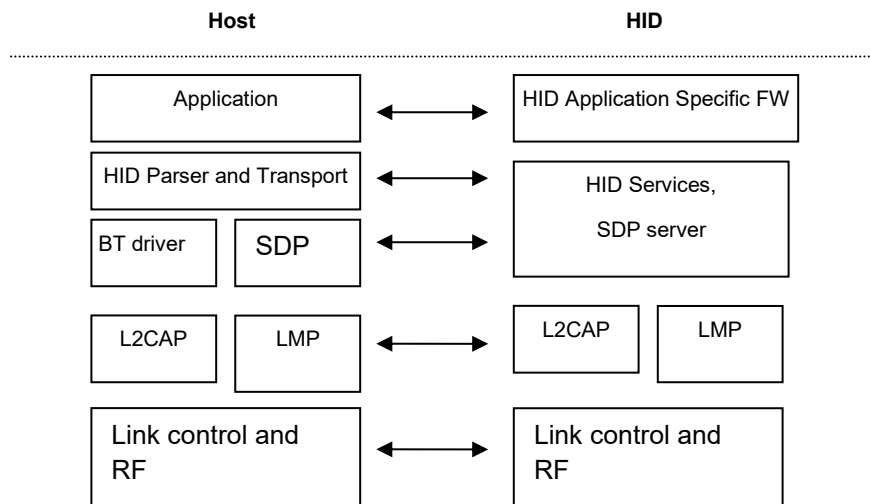 Host HID
Application HID Application Specific FW
HID Parser and Transport
HID Services,
SDP server
BT driver SDP
L2CAP LMP L2CAP LMP
Link control and Link control and
RF RF